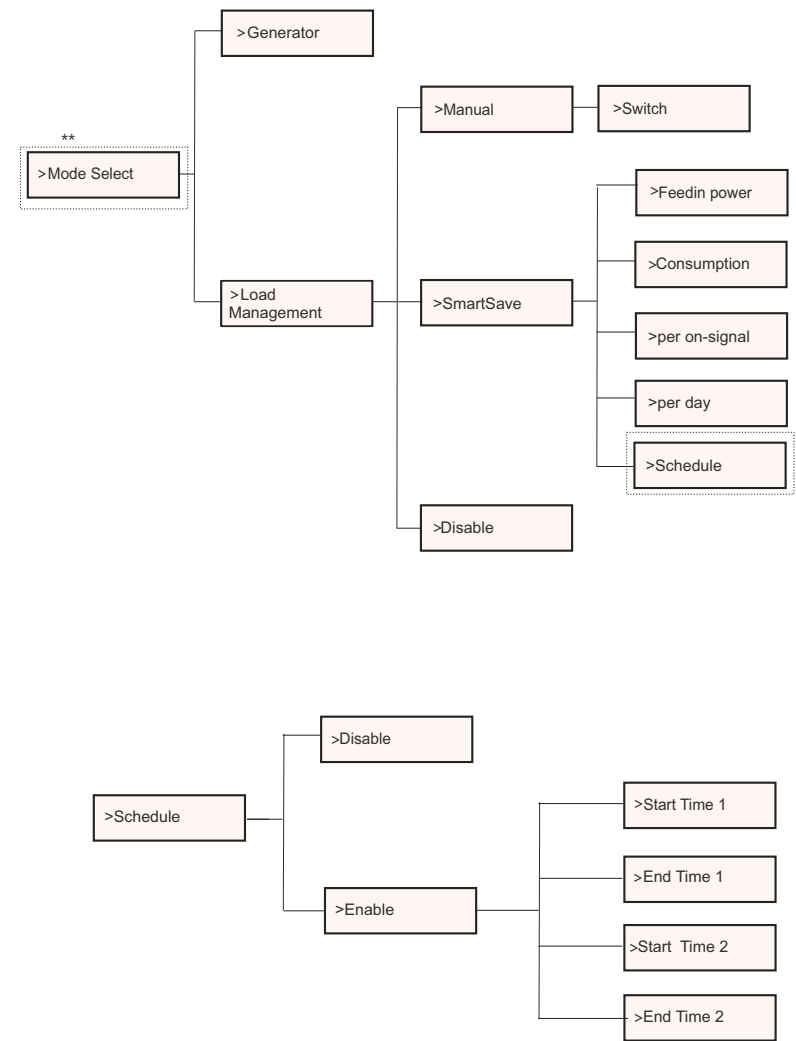 >Generator
**
>Manual
>Switch
>Mode Select
>Feedin power
>Consumption
>Load
Management
>SmartSave
>per on-signal
>per day
>Schedule
>Disable
>Disable
>Schedule
>Start Time 1
>End Time 1
>Enable
>Start Time 2
>End Time 2